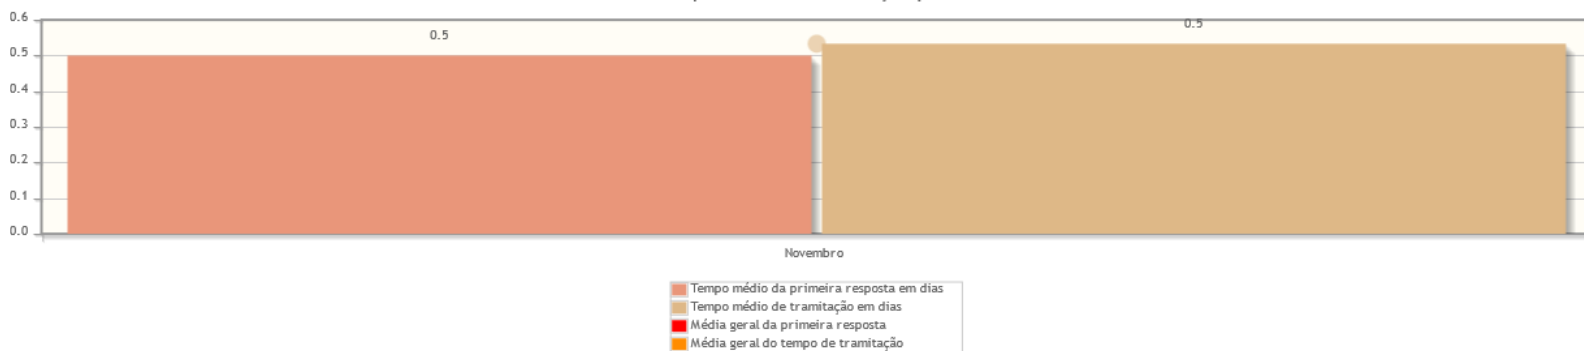 0.6
0.5
0.4
0.3
0.2
0.1
0.0
0.5
0.5
Novembro
Tempo médio da primeira resposta em dias
Tempo médio de tramitação em dias
Média geral da primeira resposta
Média geral do tempo de tramitação